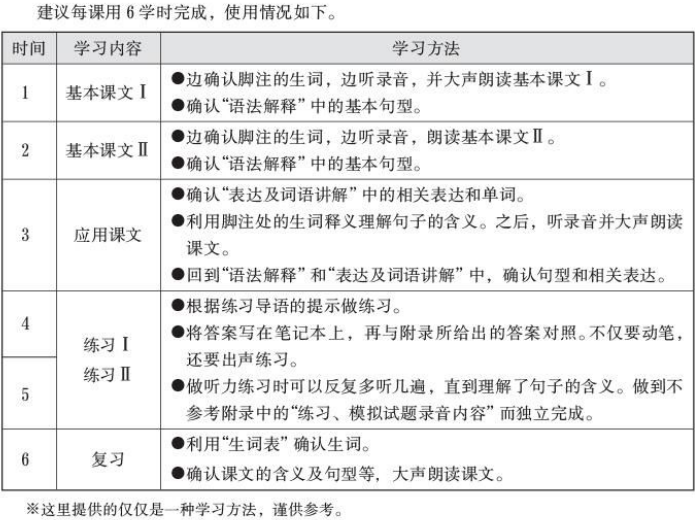 建议每课用 6 学时完成，使用情况如下。
时间 学习内容 学习方法
1 基本课文Ⅰ
●边确认脚注的生词，边听录音，并大声朗读基本课文Ⅰ。
●确认“语法解释”中的基本句型。
2 基本课文Ⅱ
●边确认脚注的生词，边听录音，朗读基本课文Ⅱ。
●确认“语法解释”中的基本句型。
3 应用课文
●确认“表达及词语讲解”中的相关表达和单词。
●利用脚注处的生词释义理解句子的含义。之后，听录音并大声朗读
课文。
●回到“语法解释”和“表达及词语讲解”中，确认句型和相关表达。
4
5
练习Ⅰ
练习Ⅱ
●根据练习导语的提示做练习。
●将答案写在笔记本上，再与附录所给出的答案对照。不仅要动笔，
还要出声练习。
●做听力练习时可以反复多听几遍，直到理解了句子的含义。做到不
参考附录中的“练习、模拟试题录音内容”而独立完成。
6 复习
●利用“生词表”确认生词。
●确认课文的含义及句型等，大声朗读课文。
※这里提供的仅仅是一种学习方法，谨供参考。